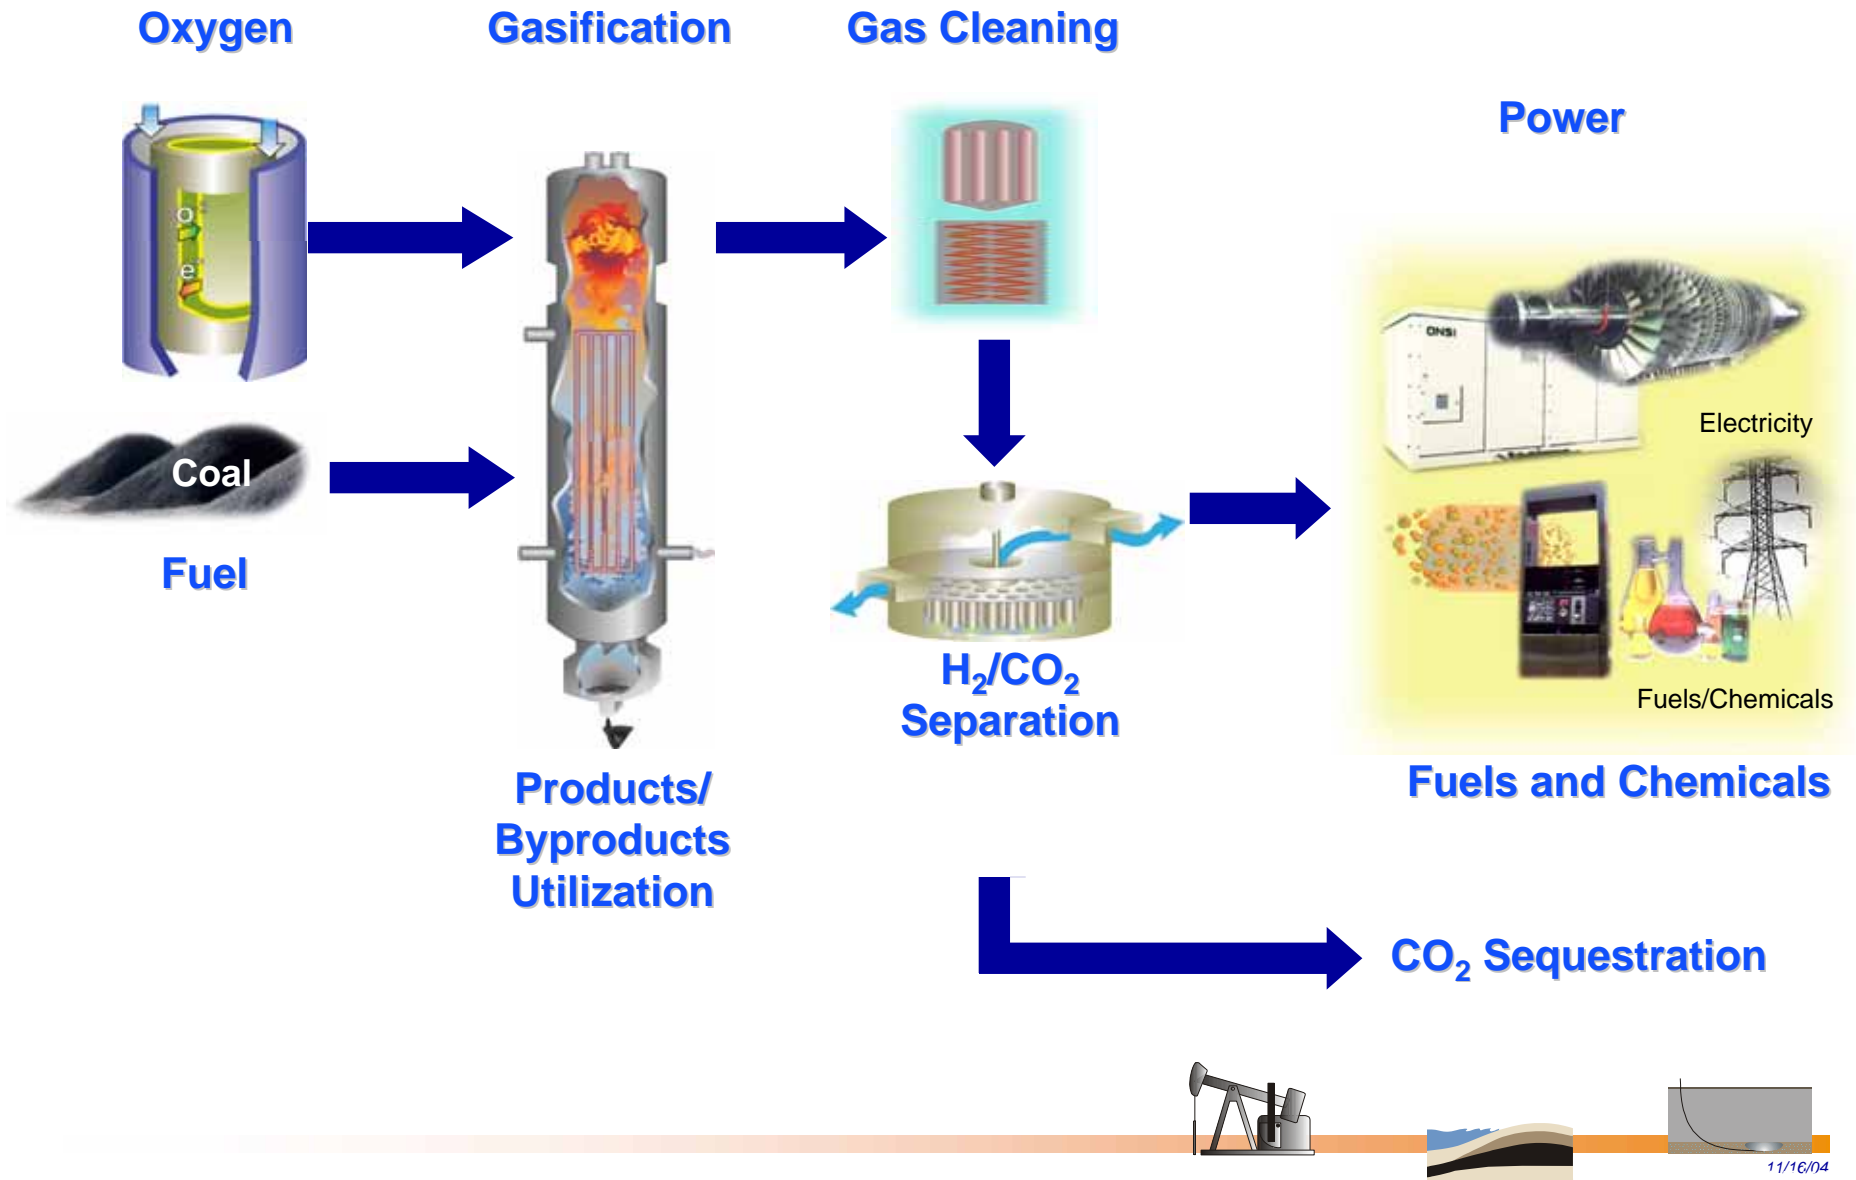 Oxygen
Gasification
Gas Cleaning
Power
o
e
ONSI
Coal
Electricity
Fuel
H₂/CO₂
Separation
Fuels/Chemicals
Products/
Byproducts
Utilization
Fuels and Chemicals
CO₂ Sequestration
11/16/04